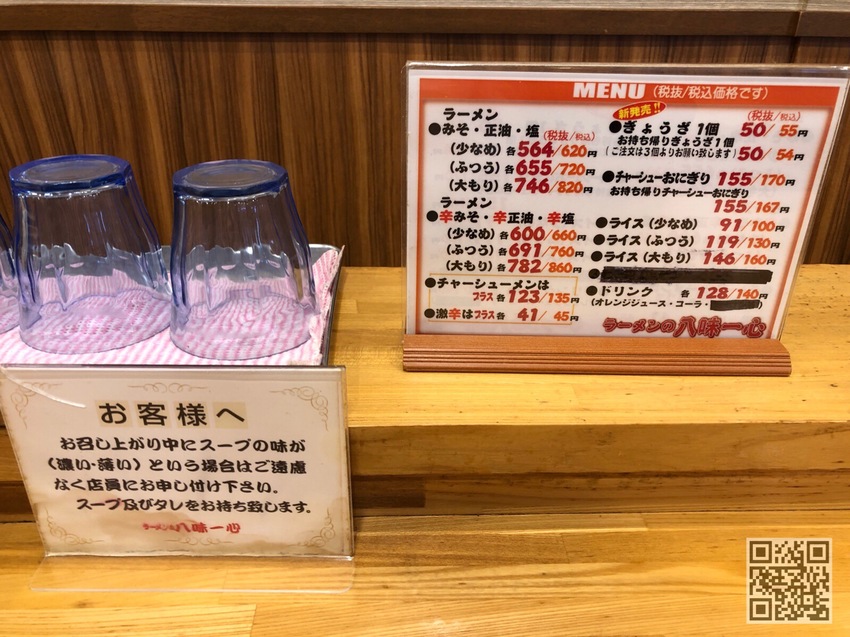 MENU (税抜/税込価格です)
ラーメン
●みそ・正油・塩 (税抜/税込)
(少なめ) 各 564/620円
(ふつう) 各 655/720円
(大もり) 各 746/820円
ラーメン
●辛みそ・辛正油・辛塩
(少なめ) 各 600/660円
(ふつう) 各 691/760円
(大もり) 各 782/860円
●チャーシューメンは
プラス 各 123/135円
●激辛はプラス 各 41/45円
新発売!! (税抜/税込)
●ぎょうざ1個 50/55円
お持ち帰りぎょうざ1個
(ご注文は3個よりお願い致します) 50/54円
●チャーシューおにぎり 155/170円
お持ち帰りチャーシューおにぎり
155/167円
●ライス (少なめ) 91/100円
●ライス (ふつう) 119/130円
●ライス (大もり) 146/160円
●ドリンク 各 128/140円
(オレンジジュース・コーラ・
ラーメンの八味一心
お客様へ
お召し上がり中にスープの味が
(濃い・薄い) という場合はご遠慮
なく店員にお申し付け下さい。
スープ及びタレをお持ち致します。
ラーメンの八味一心